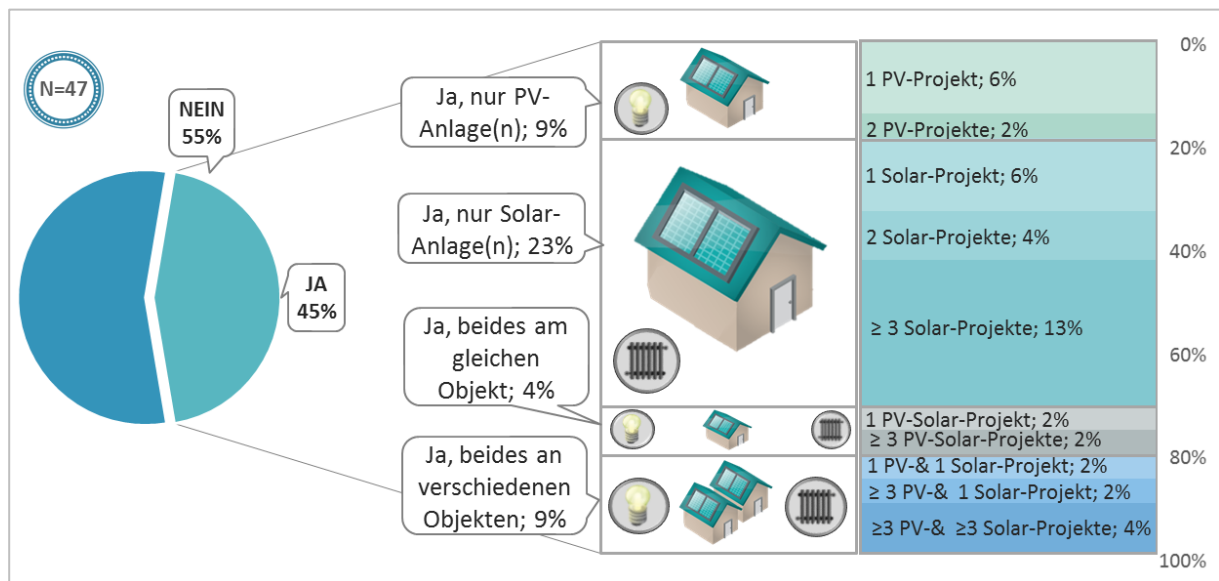 N=47
NEIN
55%
JA
45%
Ja, nur PV-
Anlage(n); 9%
Ja, nur Solar-
Anlage(n); 23%
Ja, beides am
gleichen
Objekt; 4%
Ja, beides an
verschiedenen
Objekten; 9%
1 PV-Projekt; 6%
2 PV-Projekte; 2%
1 Solar-Projekt; 6%
2 Solar-Projekte; 4%
≥ 3 Solar-Projekte; 13%
1 PV-Solar-Projekt; 2%
≥ 3 PV-Solar-Projekte; 2%
1 PV-& 1 Solar-Projekt; 2%
≥ 3 PV-& 1 Solar-Projekt; 2%
≥3 PV-& ≥3 Solar-Projekte; 4%
0%
20%
40%
60%
80%
100%